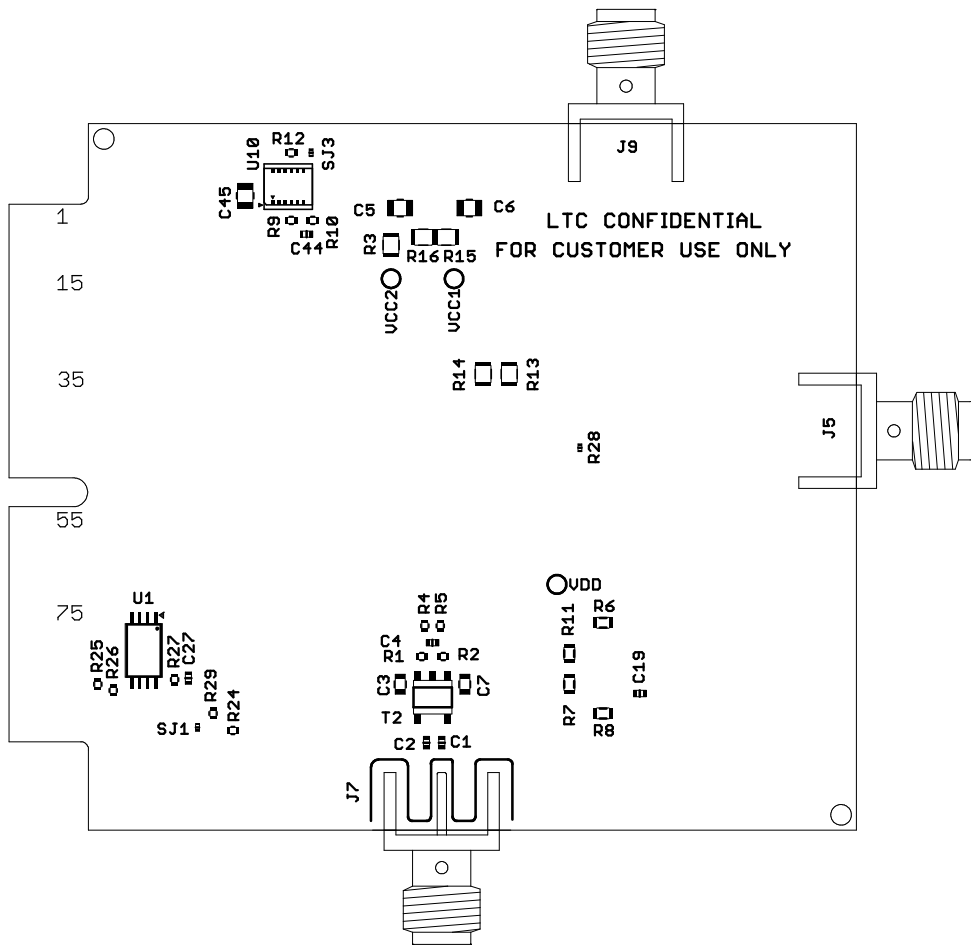 J9
R12
SJ3
U10
C45
1
R9
C44
R10
C5
C6
R3
R16
R15
LTC CONFIDENTIAL
FOR CUSTOMER USE ONLY
15
VCC2
VCC1
35
R14
R13
J5
R28
55
VDD
75
U1
R4
R5
R6
R11
C4
R1
R2
R25
R26
R27
C27
C3
C7
C19
R29
R24
SJ1
T2
R7
R8
C2
C1
J7